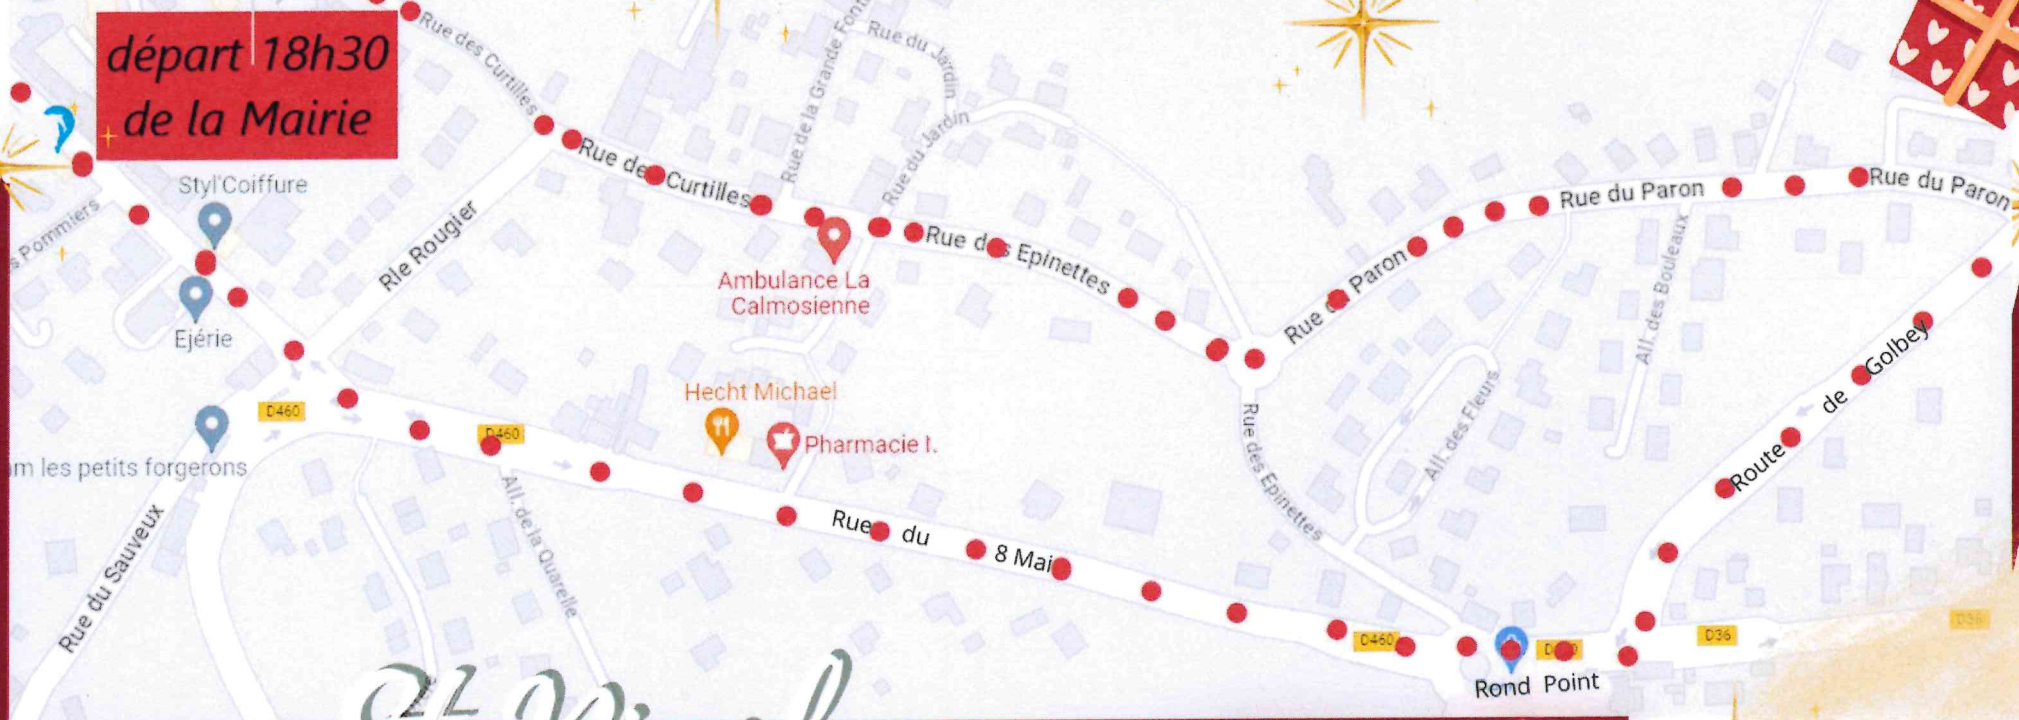 départ 18h30
de la Mairie
Rue des Curtilles
Rue du Jardin
Rue du Jardin
Rue de la Grande Font
Styl'Coiffure
s Pommiers
Rle Rougier
Rue des Curtilles
Ambulance La
Calmosienne
Rue des Epinettes
Rue du Paron
Rue du Paron
Rue du Paron
All. des Bouleaux
Ejérie
D460
D460
Hecht Michael
Pharmacie I.
am les petits forgerons
Rue du Sauveux
All. de la Quarelle
Rue du 8 Mai
Rue des Epinettes
All. des Fleurs
Route de Golbey
D460
D36
D36
Rond Point